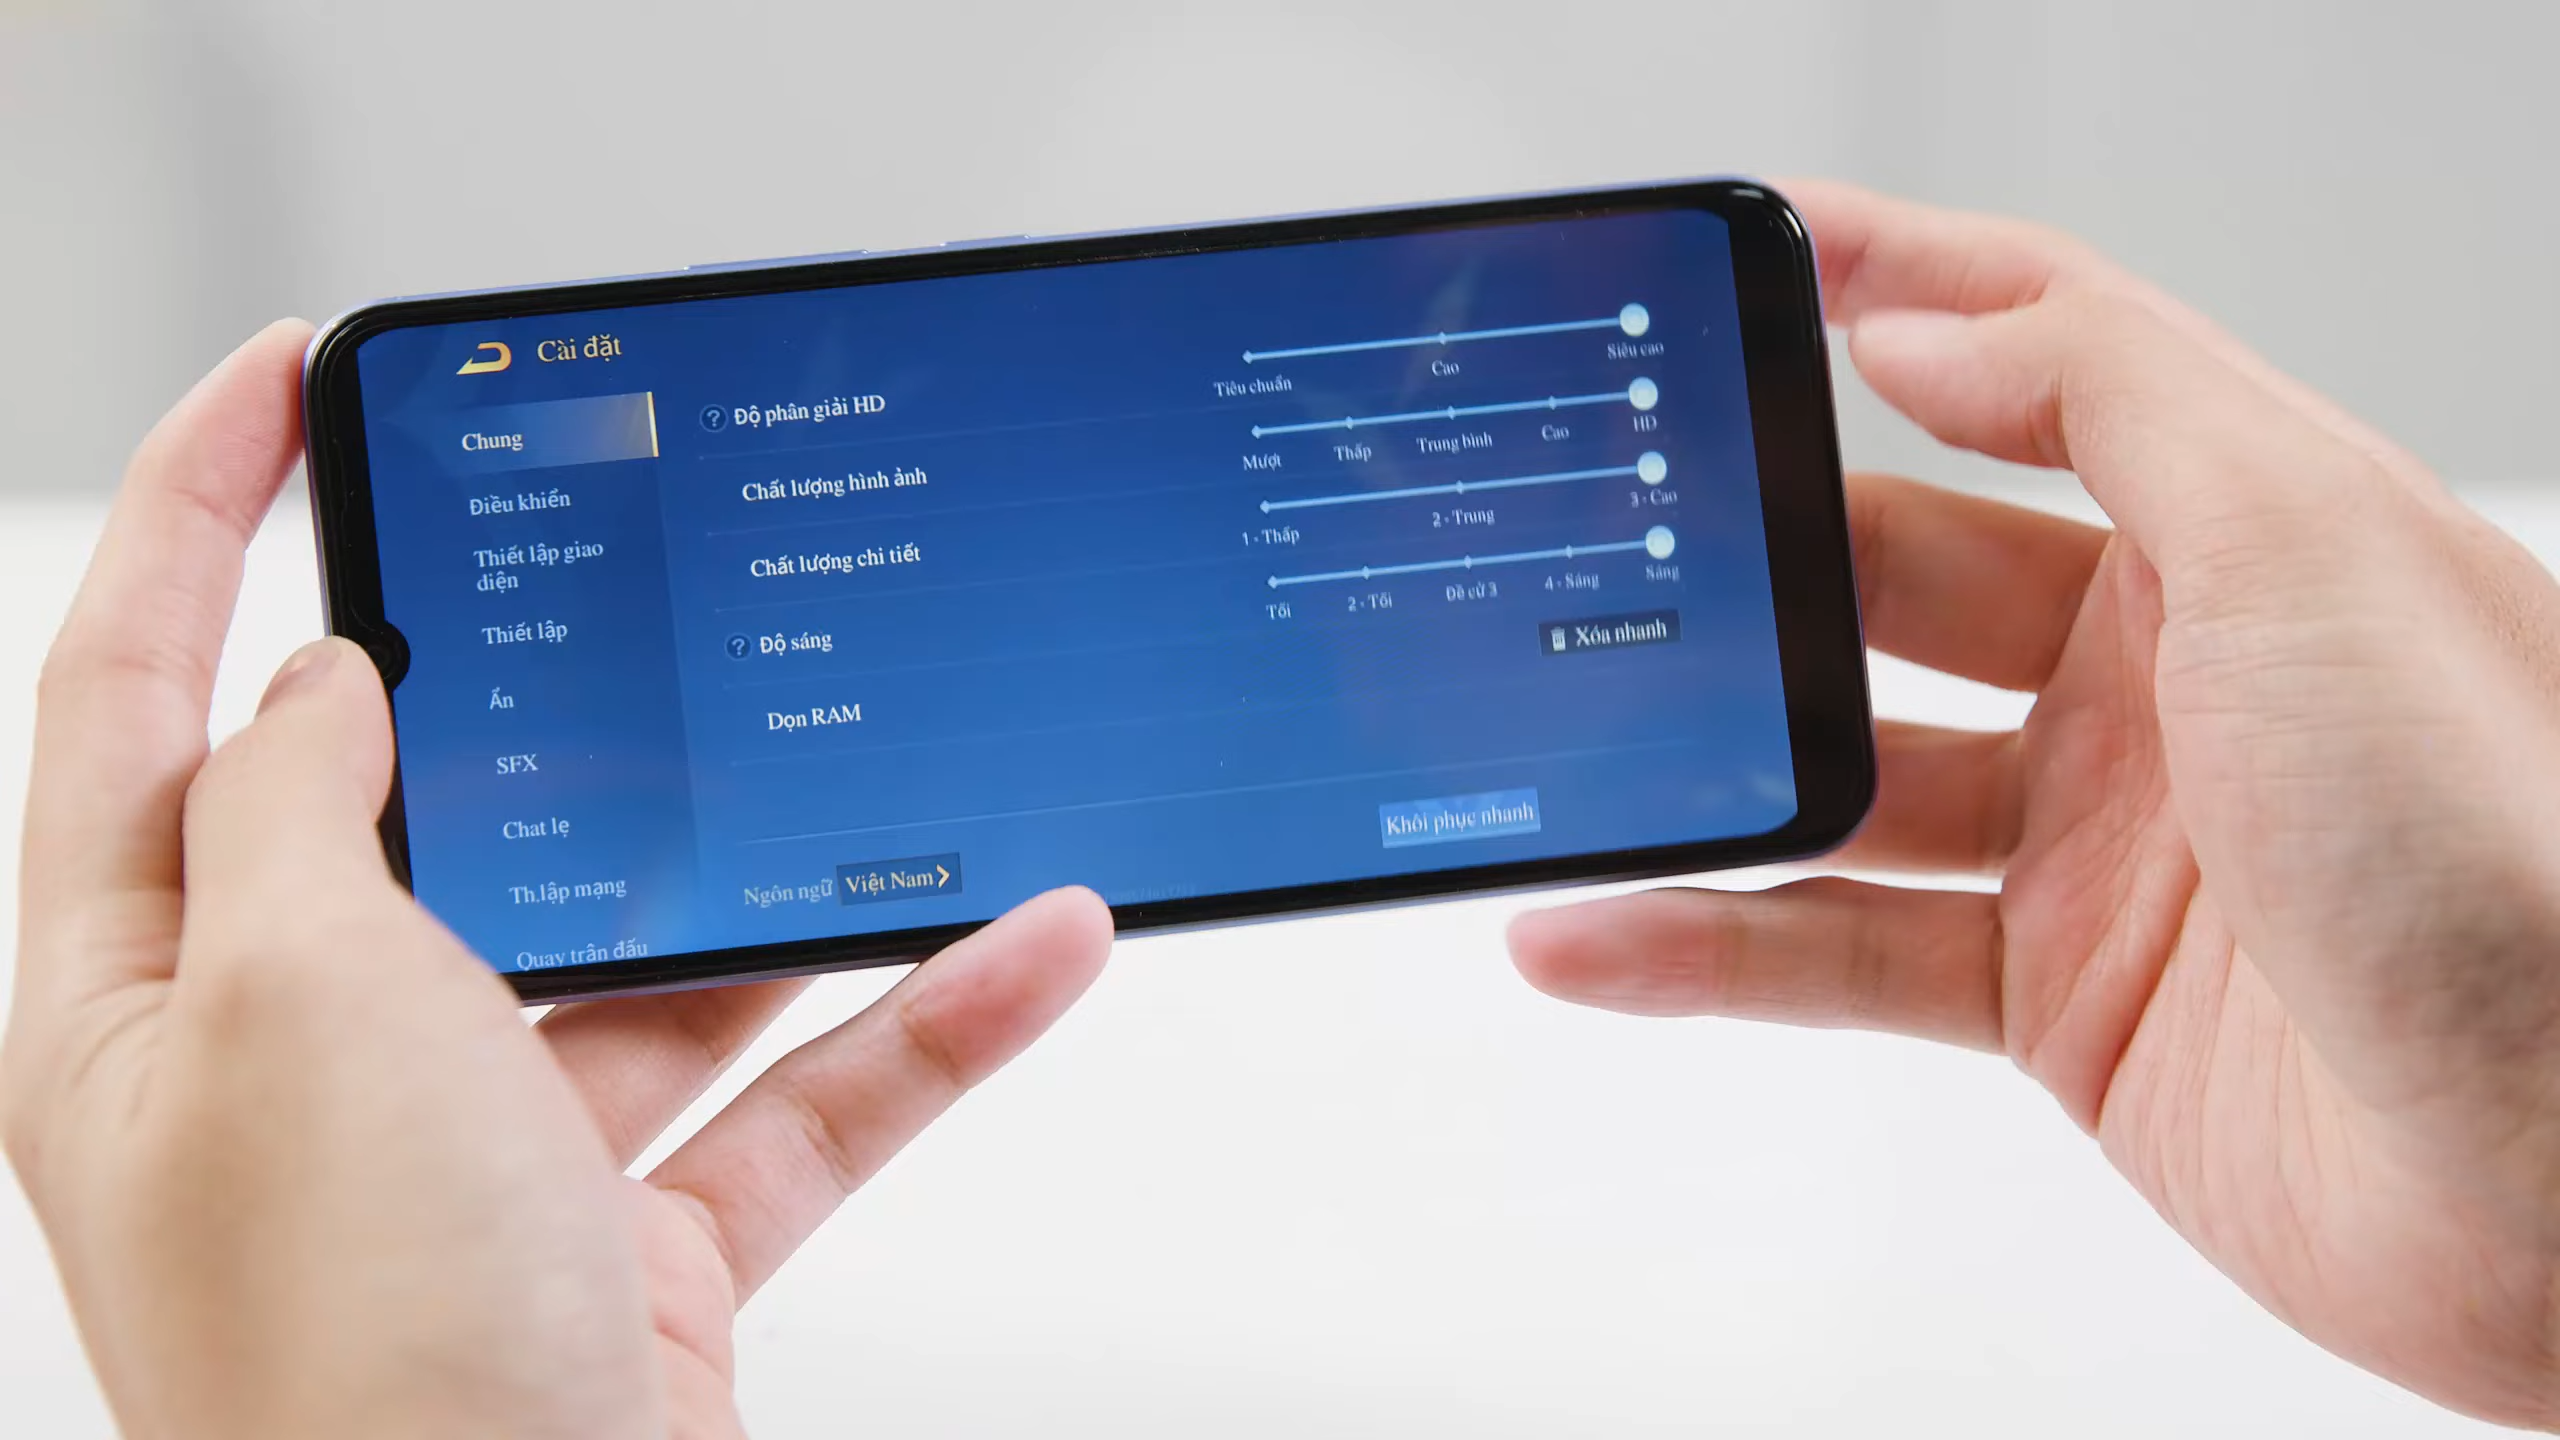 Cài đặt
Chung
Điều khiển
Thiết lập giao
diện
Thiết lập
Ẩn
SFX
Chat lẹ
Th.lập mạng
Quay trận đấu
? Độ phân giải HD
Tiêu chuẩn Cao Siêu cao
Chất lượng hình ảnh
Mượt Thấp Trung bình Cao HD
Chất lượng chi tiết
1 - Thấp 2 - Trung 3 - Cao
? Độ sáng
Tối 2 - Tối Đề cử 3 4 - Sáng Sáng
Dọn RAM
Xóa nhanh
Khôi phục nhanh
Ngôn ngữ Việt Nam >